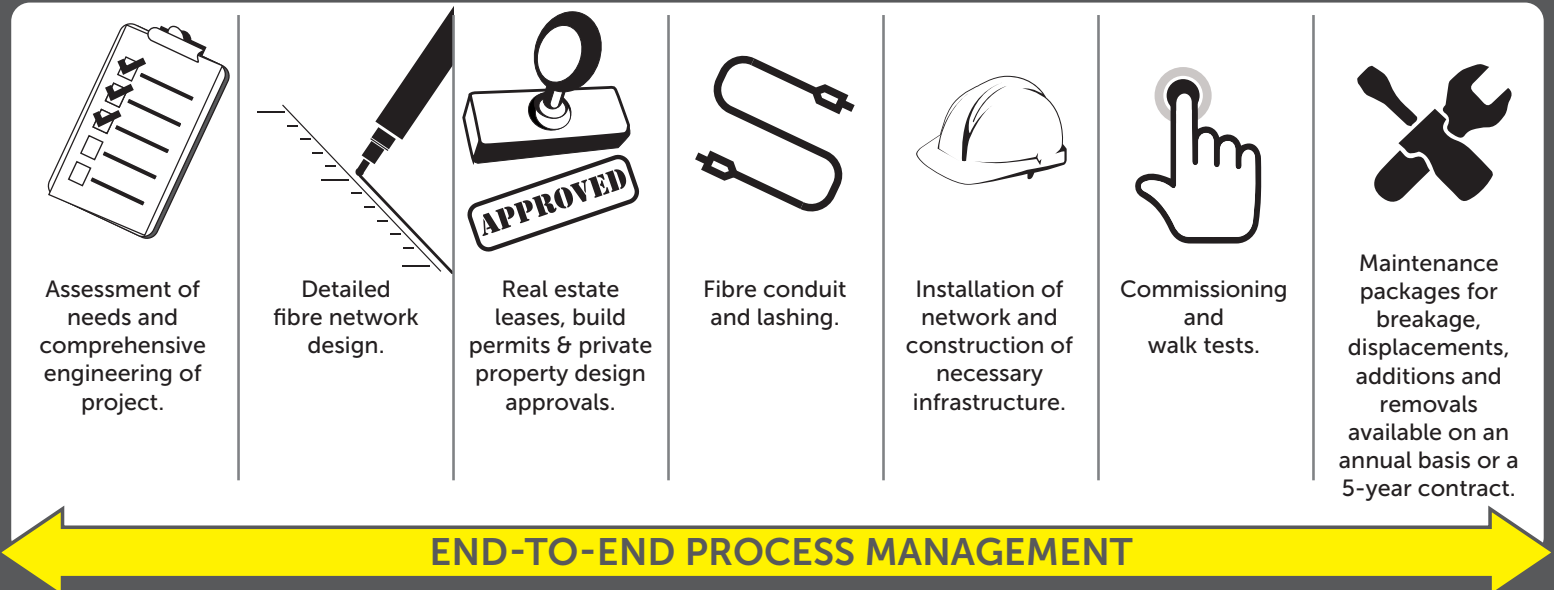 APPROVED
Assessment of
needs and
comprehensive
engineering of
project.
Detailed
fibre network
design.
Real estate
leases, build
permits & private
property design
approvals.
Fibre conduit
and lashing.
Installation of
network and
construction of
necessary
infrastructure.
Commissioning
and
walk tests.
Maintenance
packages for
breakage,
displacements,
additions and
removals
available on an
annual basis or a
5-year contract.
END-TO-END PROCESS MANAGEMENT